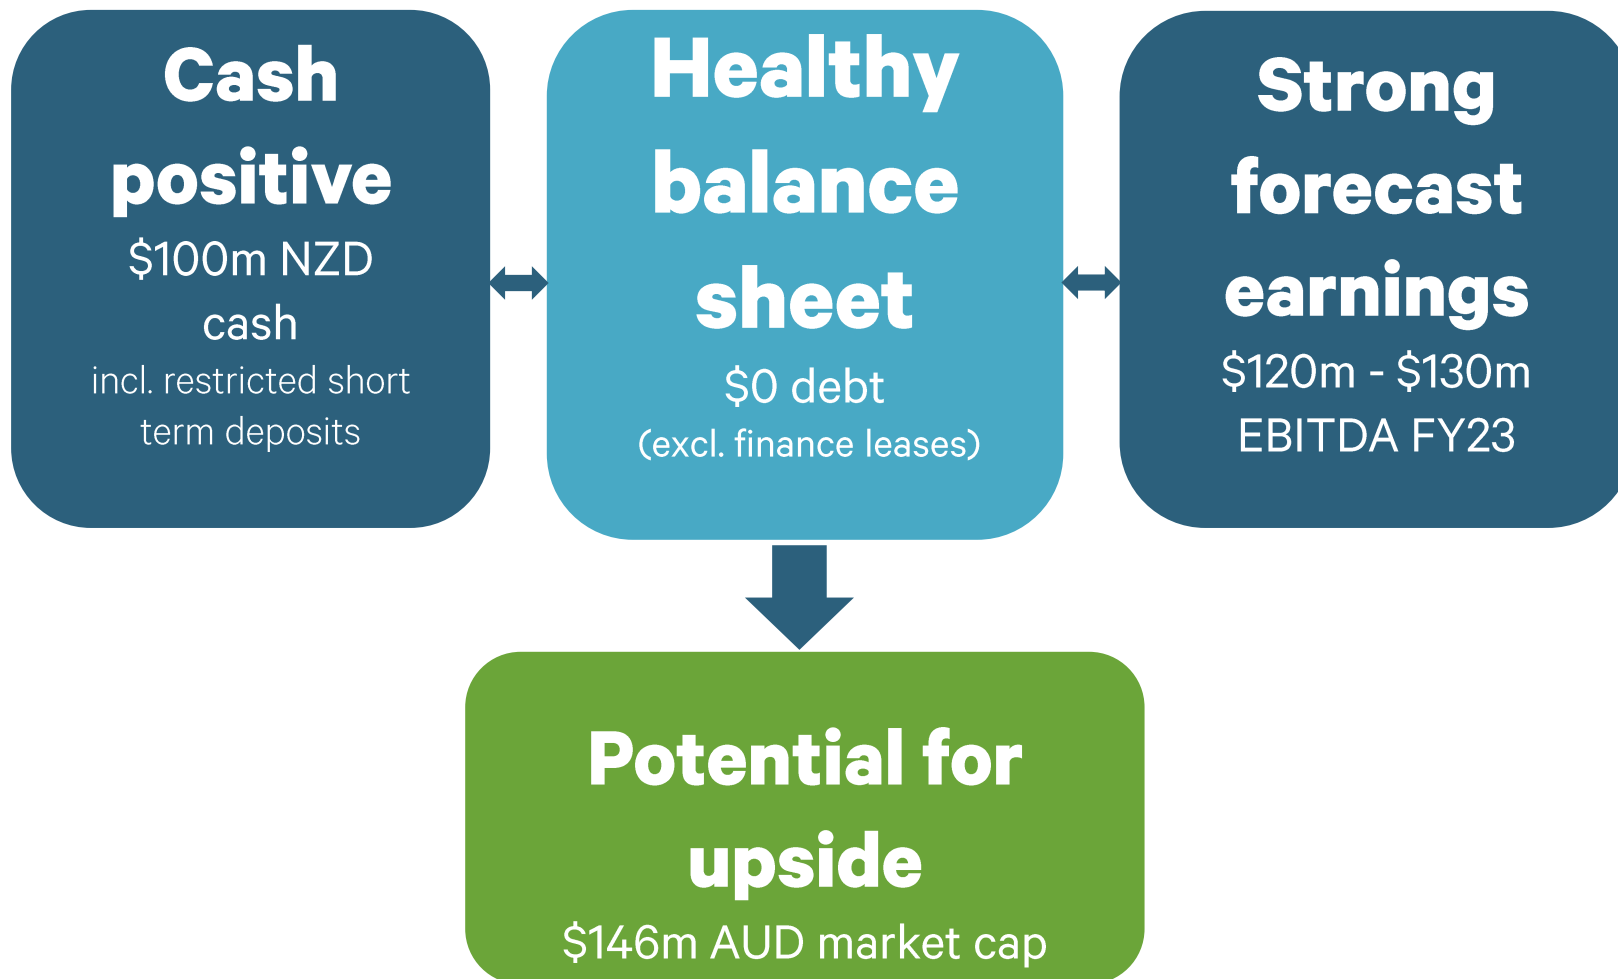 Cash
positive
$100m NZD
cash
incl. restricted short
term deposits
Healthy
balance
sheet
$0 debt
(excl. finance leases)
Strong
forecast
earnings
$120m - $130m
EBITDA FY23
Potential for
upside
$146m AUD market cap